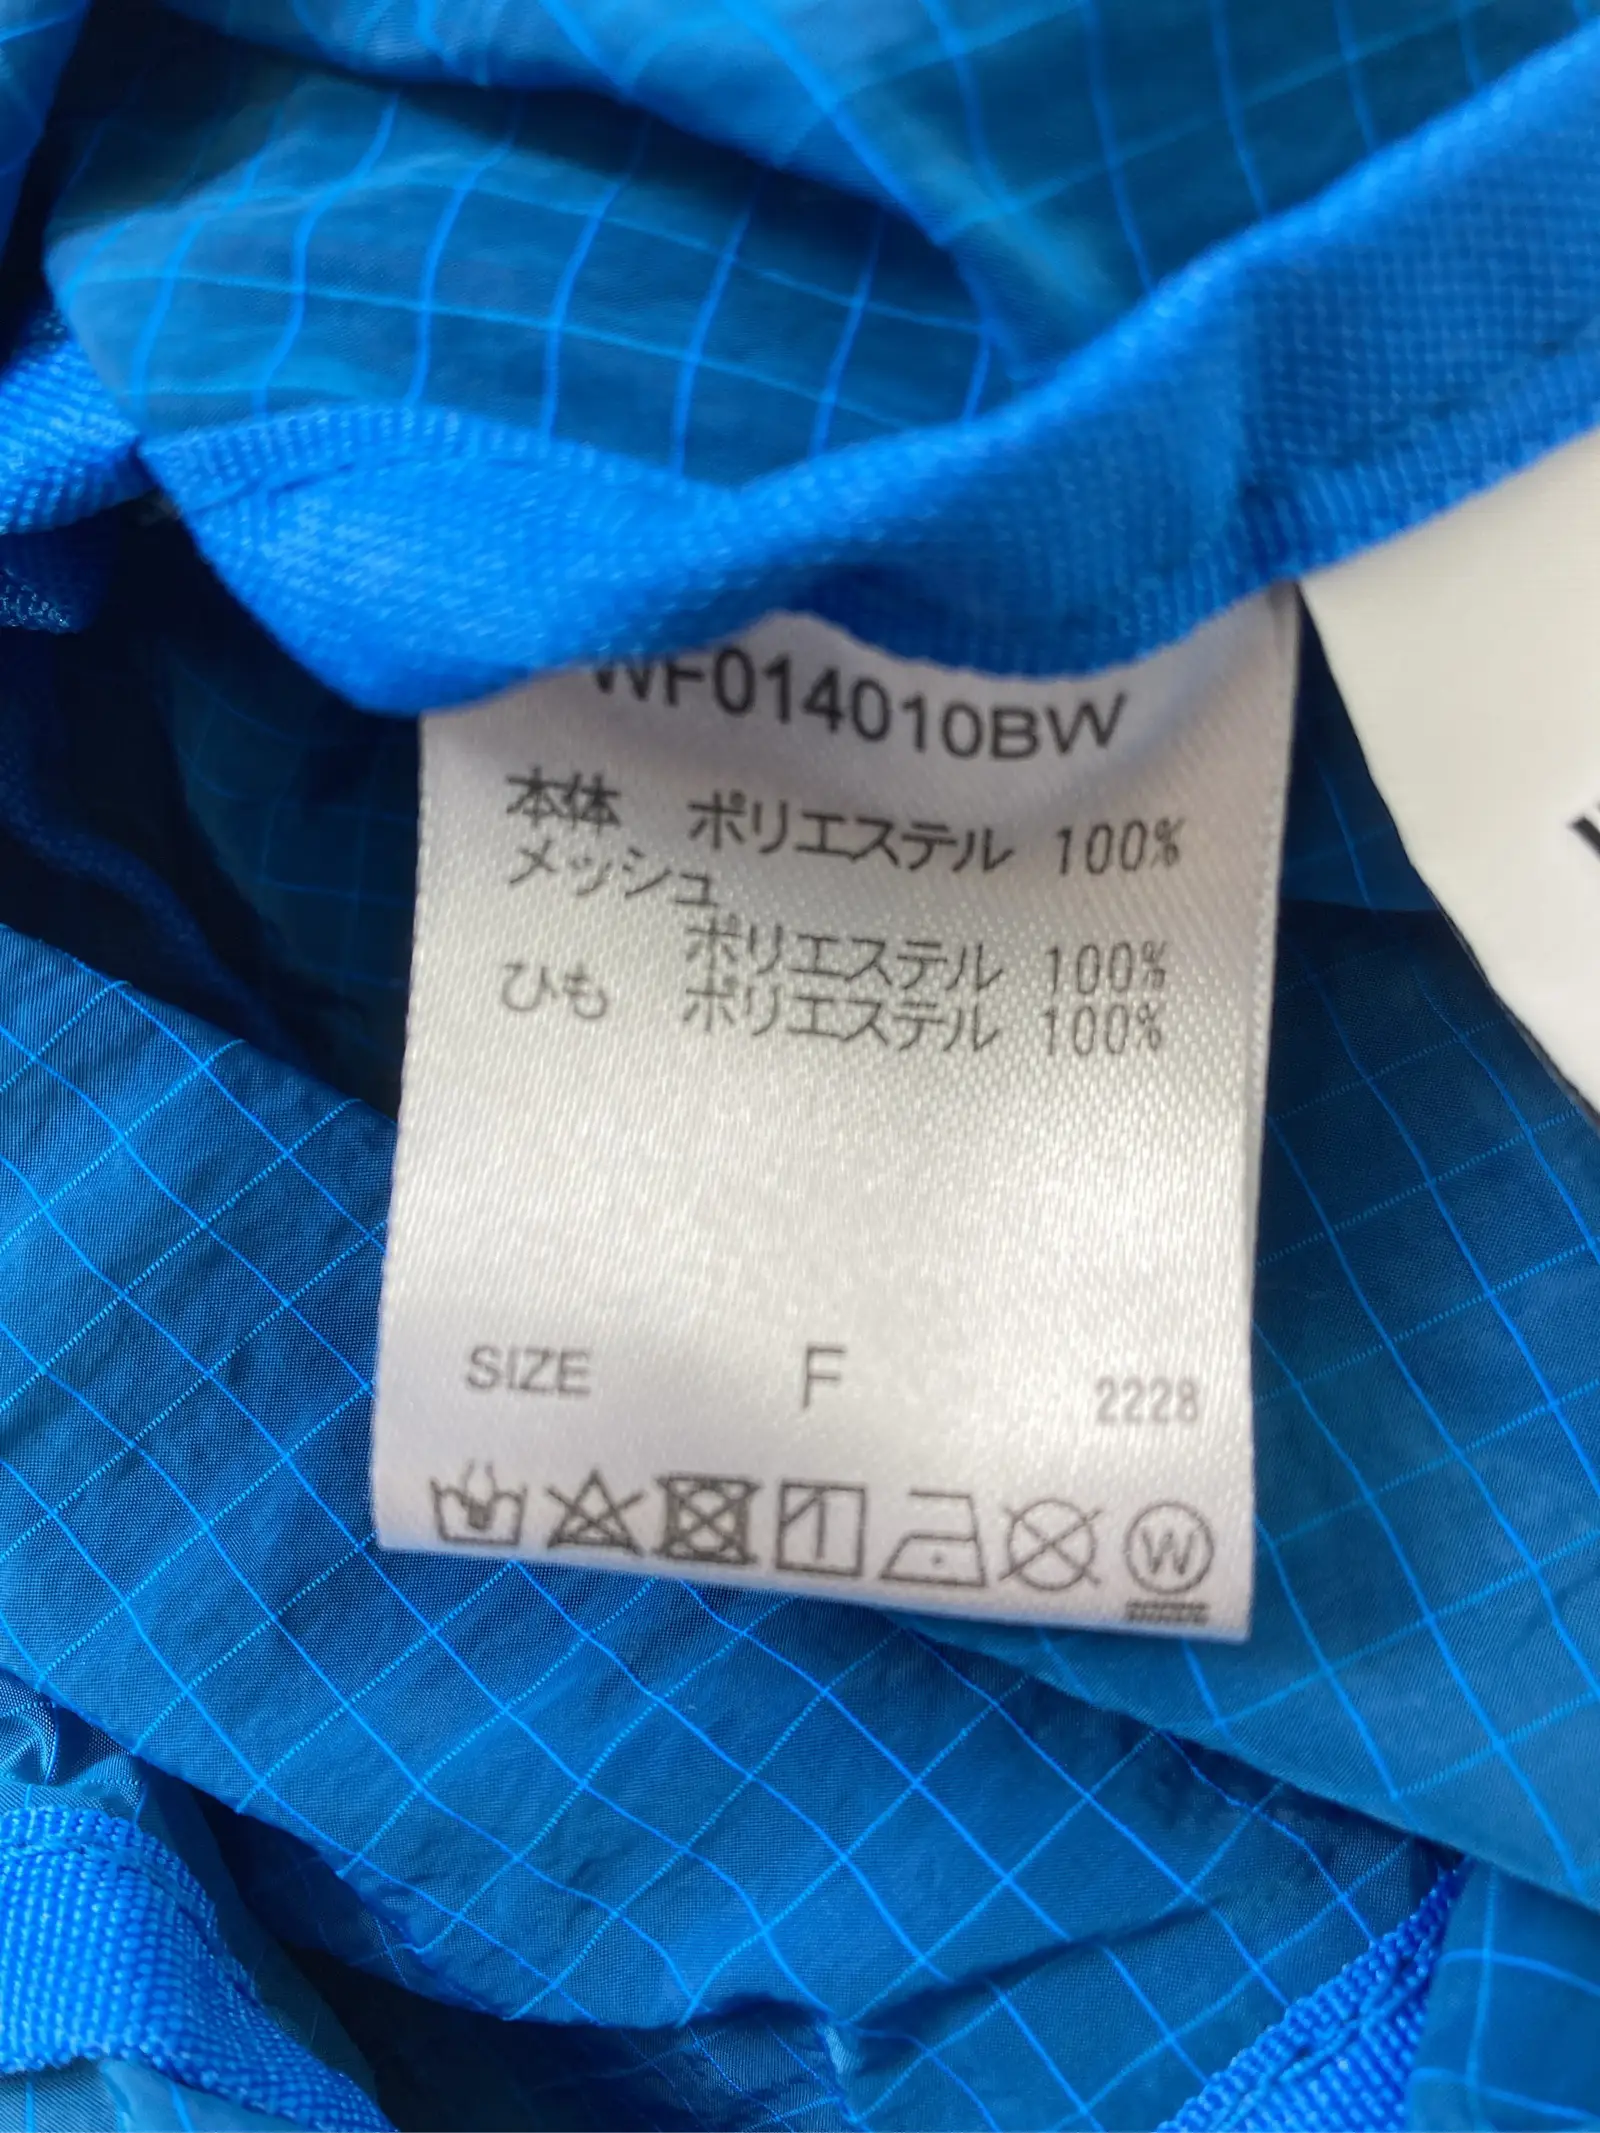 WF014010BW
本体 ポリエステル 100%
メッシュ
ポリエステル 100%
ひも ポリエステル 100%
SIZE F 2228
W